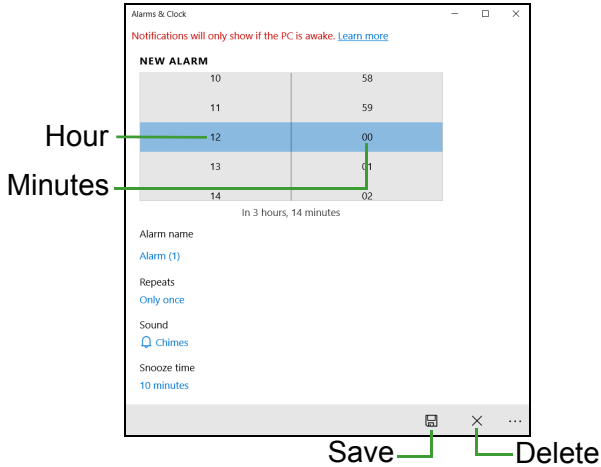 Alarms & Clock
Notifications will only show if the PC is awake. Learn more
NEW ALARM
10 58
11 59
Hour 12 00
13 01
Minutes
14 02
In 3 hours, 14 minutes
Alarm name
Alarm (1)
Repeats
Only once
Sound
Chimes
Snooze time
10 minutes
Save Delete